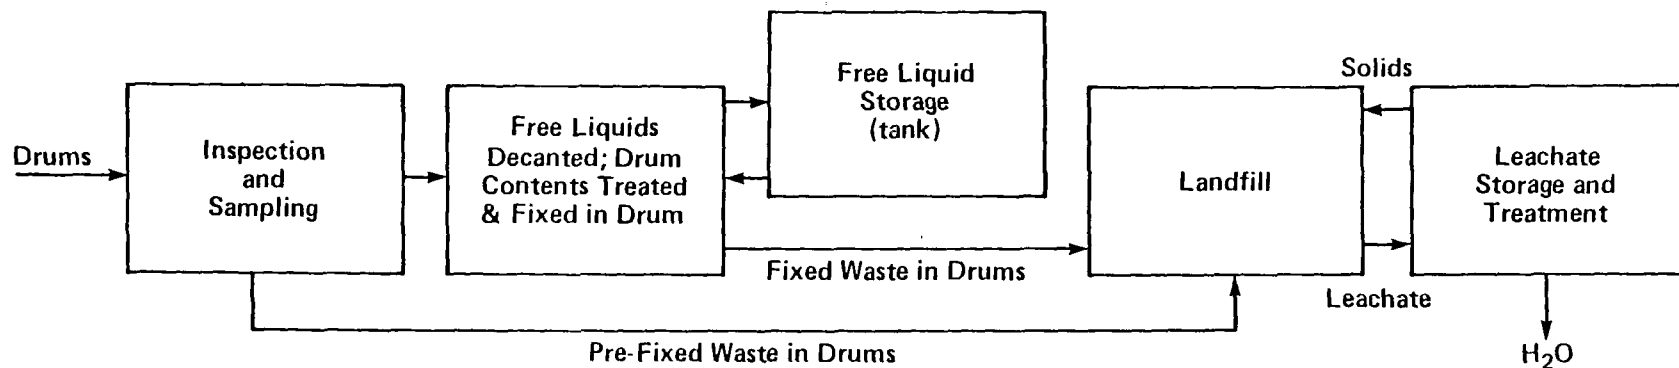 Drums
Inspection
and
Sampling
Free Liquids
Decanted; Drum
Contents Treated
& Fixed in Drum
Free Liquid
Storage
(tank)
Fixed Waste in Drums
Pre-Fixed Waste in Drums
Landfill
Solids
Leachate
Leachate
Storage and
Treatment
H₂O